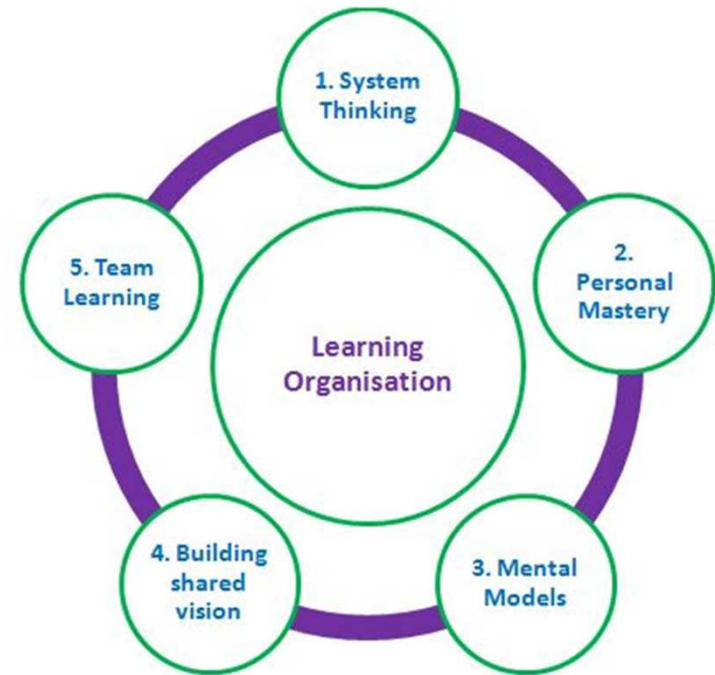 1. System
Thinking
2.
Personal
Mastery
5. Team
Learning
Learning
Organisation
4. Building
shared
vision
3. Mental
Models